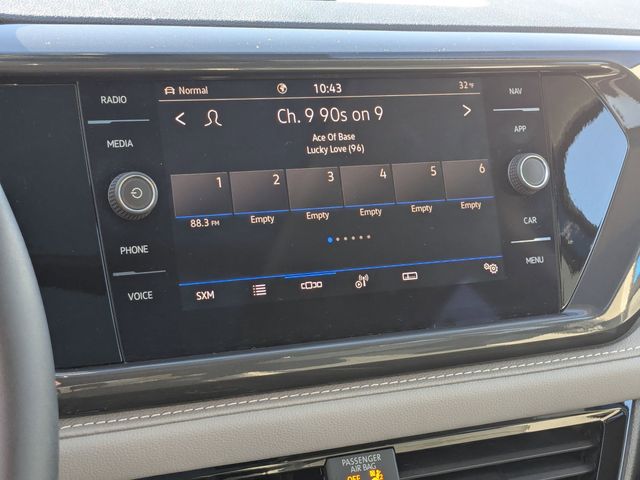 RADIO
MEDIA
PHONE
VOICE
Normal
10:43
32°F
Ch. 9 90s on 9
Ace Of Base
Lucky Love (96)
1 2 3 4 5 6
88.3 FM Empty Empty Empty Empty Empty
SXM
NAV
APP
CAR
MENU
PASSENGER
AIR BAG
OFF